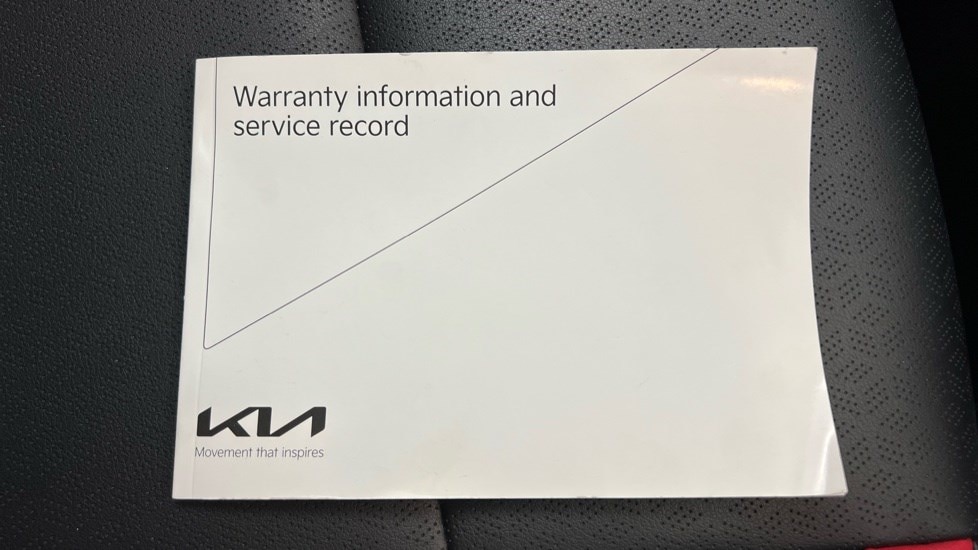 Warranty information and
service record
KIA
Movement that inspires